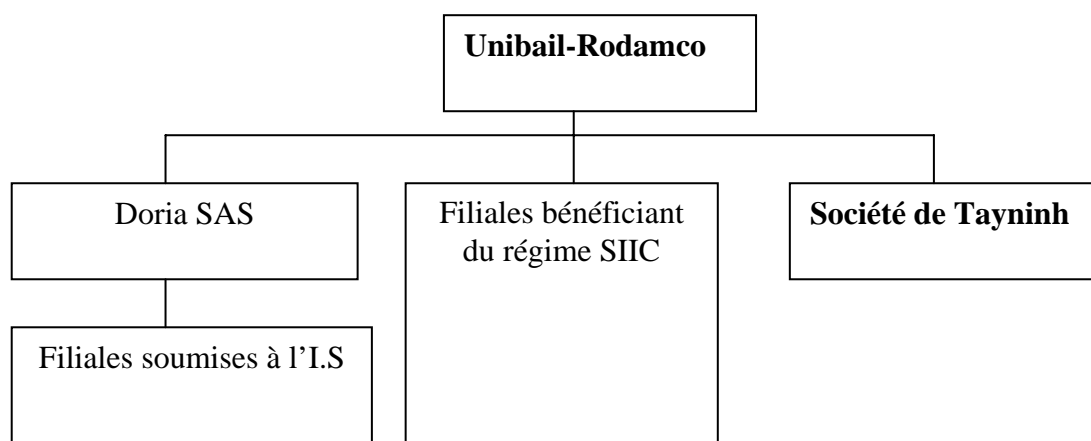 Unibail-Rodamco
Doria SAS
Filiales bénéficiant
du régime SIIC
Société de Tayninh
Filiales soumises à l’I.S